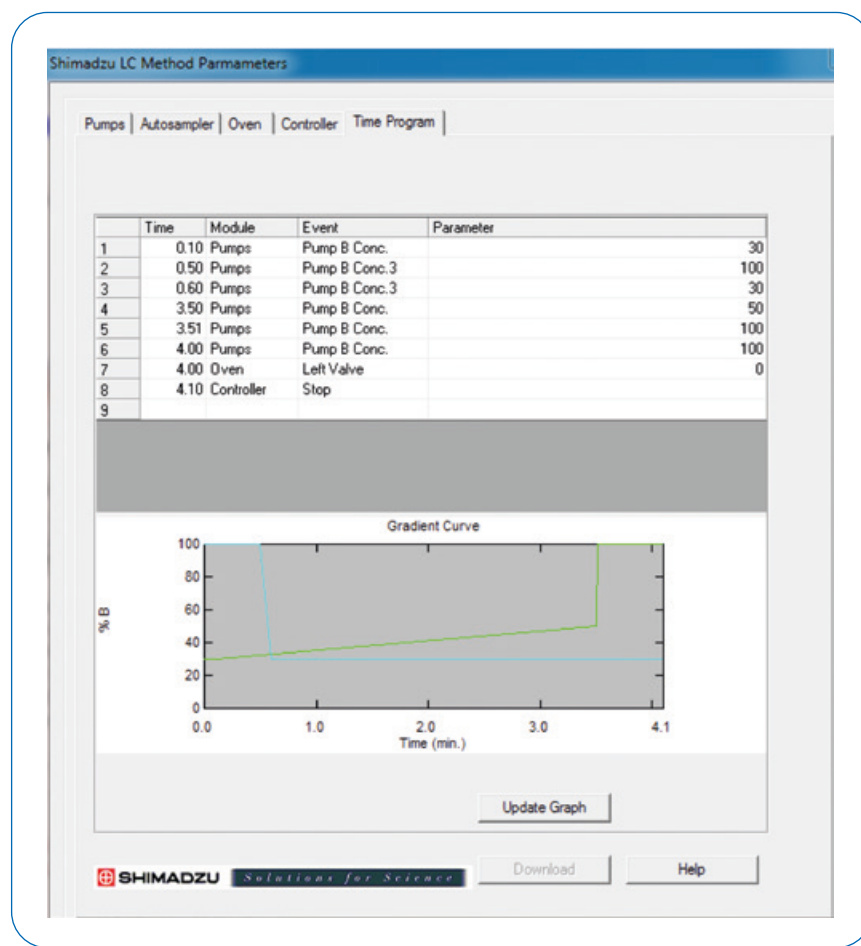 Shimadzu LC Method Parmameters
Pumps Autosampler Oven Controller Time Program
Time Module Event Parameter
1 0.10 Pumps Pump B Conc. 30
2 0.50 Pumps Pump B Conc.3 100
3 0.60 Pumps Pump B Conc.3 30
4 3.50 Pumps Pump B Conc. 50
5 3.51 Pumps Pump B Conc. 100
6 4.00 Pumps Pump B Conc. 100
7 4.00 Oven Left Valve 0
8 4.10 Controller Stop
9
Gradient Curve
100
80
60
% B
40
20
0
0.0 1.0 2.0 3.0 4.1
Time (min.)
Update Graph
SHIMADZU Solutions for Science Download Help